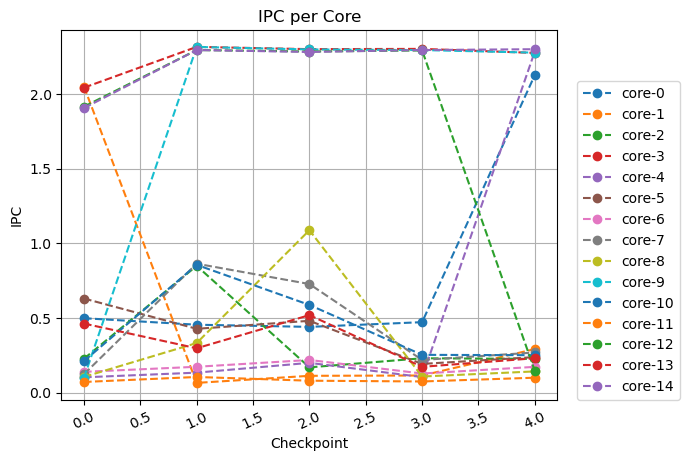 IPC per Core
IPC
2.0
1.5
1.0
0.5
0.0
0.0
0.5
1.0
1.5
2.0
2.5
3.0
3.5
4.0
Checkpoint
core-0
core-1
core-2
core-3
core-4
core-5
core-6
core-7
core-8
core-9
core-10
core-11
core-12
core-13
core-14